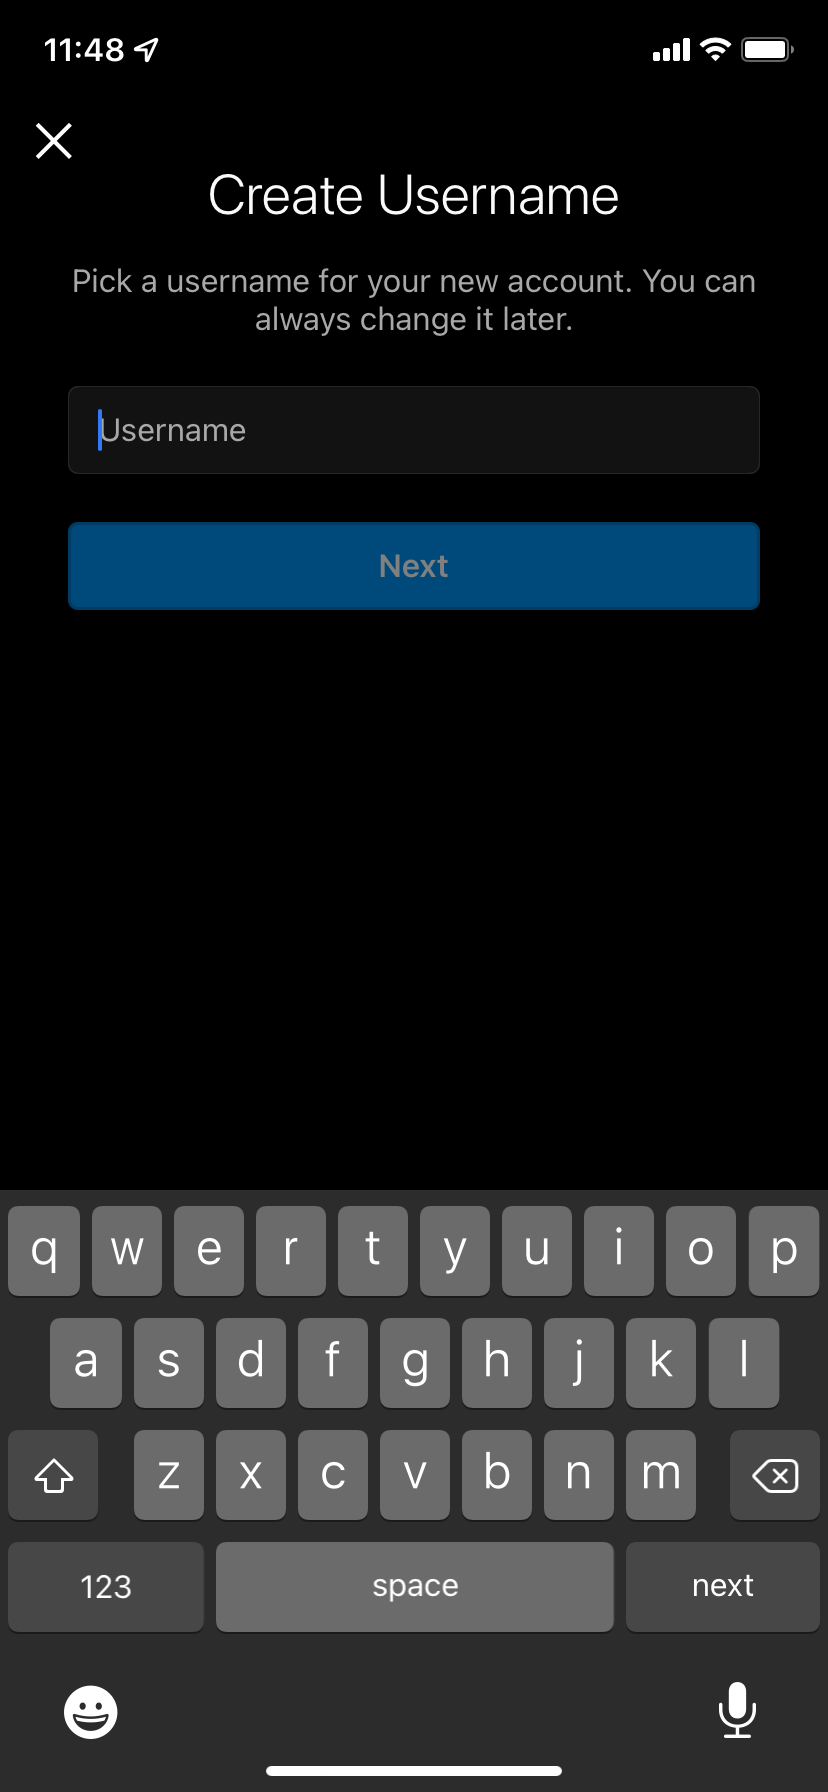 11:48
Create Username
Pick a username for your new account. You can
always change it later.
Username
Next
q w e r t y u i o p
a s d f g h j k l
z x c v b n m
123 space next